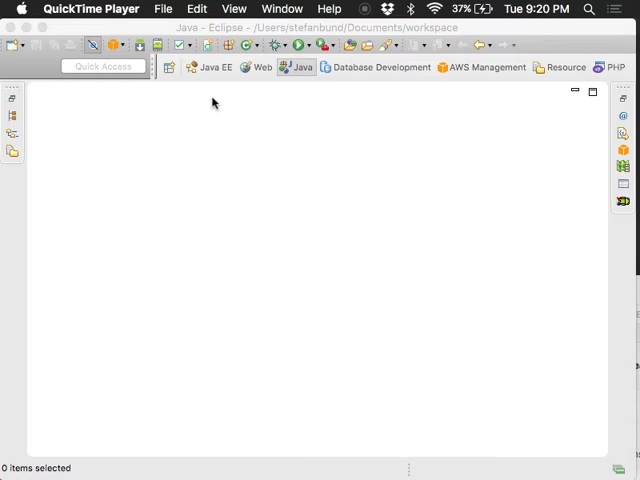 QuickTime Player File Edit View Window Help 37% Tue 9:20 PM
Java - Eclipse - /Users/stefanbund/Documents/workspace
Quick Access Java EE Web Java Database Development AWS Management Resource PHP
0 items selected